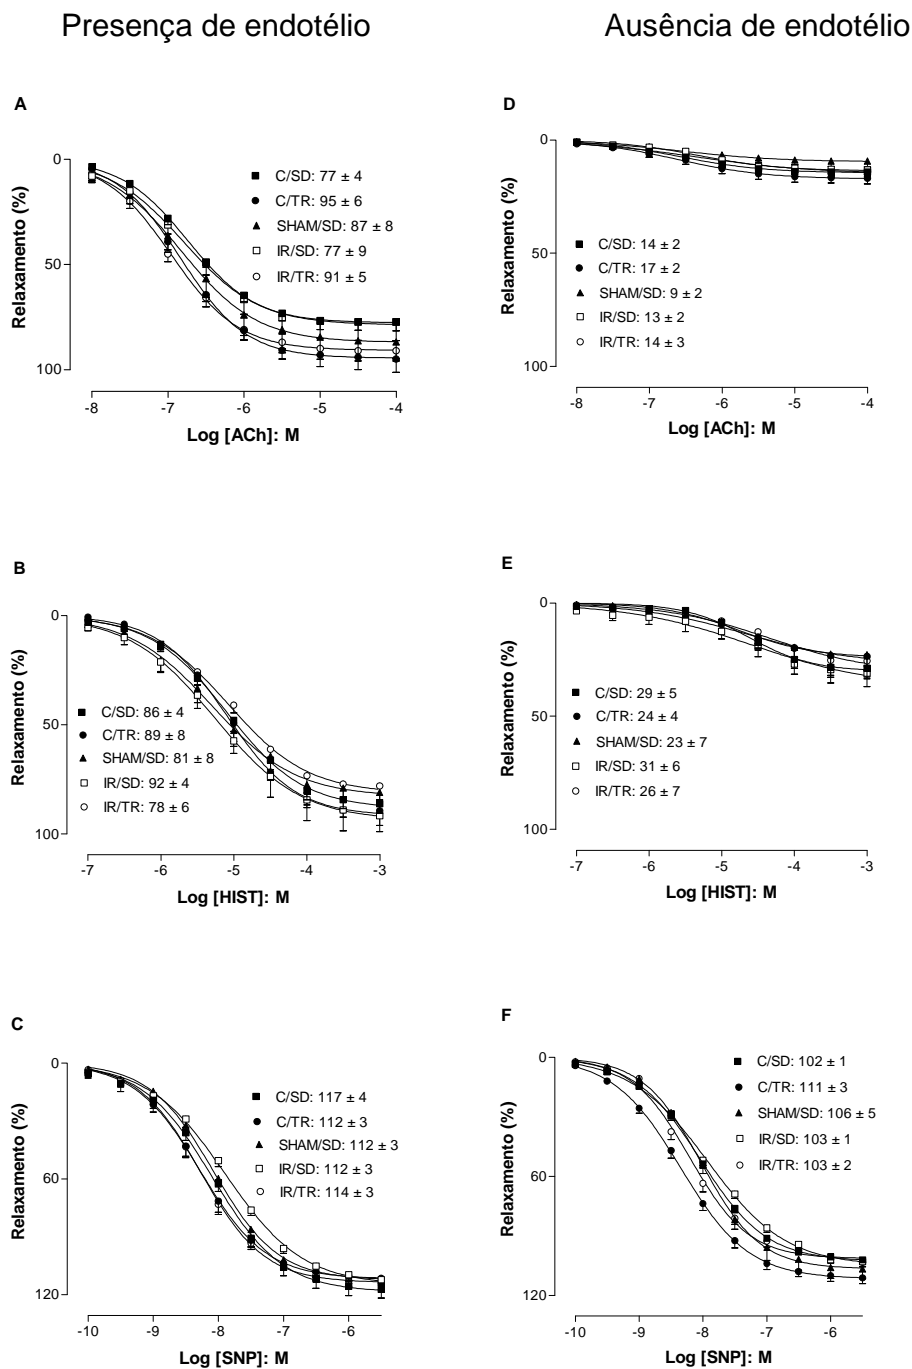 Presença de endotélio
Ausência de endotélio
A
0
50
100
Relaxamento (%)
C/SD: 77 ± 4
C/TR: 95 ± 6
SHAM/SD: 87 ± 8
IR/SD: 77 ± 9
IR/TR: 91 ± 5
-8 -7 -6 -5 -4
Log [ACh]: M
D
0
50
100
Relaxamento (%)
C/SD: 14 ± 2
C/TR: 17 ± 2
SHAM/SD: 9 ± 2
IR/SD: 13 ± 2
IR/TR: 14 ± 3
-8 -7 -6 -5 -4
Log [ACh]: M
B
0
50
100
Relaxamento (%)
C/SD: 86 ± 4
C/TR: 89 ± 8
SHAM/SD: 81 ± 8
IR/SD: 92 ± 4
IR/TR: 78 ± 6
-7 -6 -5 -4 -3
Log [HIST]: M
E
0
50
100
Relaxamento (%)
C/SD: 29 ± 5
C/TR: 24 ± 4
SHAM/SD: 23 ± 7
IR/SD: 31 ± 6
IR/TR: 26 ± 7
-7 -6 -5 -4 -3
Log [HIST]: M
C
0
60
120
Relaxamento (%)
C/SD: 117 ± 4
C/TR: 112 ± 3
SHAM/SD: 112 ± 3
IR/SD: 112 ± 3
IR/TR: 114 ± 3
-10 -9 -8 -7 -6
Log [SNP]: M
F
0
60
120
Relaxamento (%)
C/SD: 102 ± 1
C/TR: 111 ± 3
SHAM/SD: 106 ± 5
IR/SD: 103 ± 1
IR/TR: 103 ± 2
-10 -9 -8 -7 -6
Log [SNP]: M